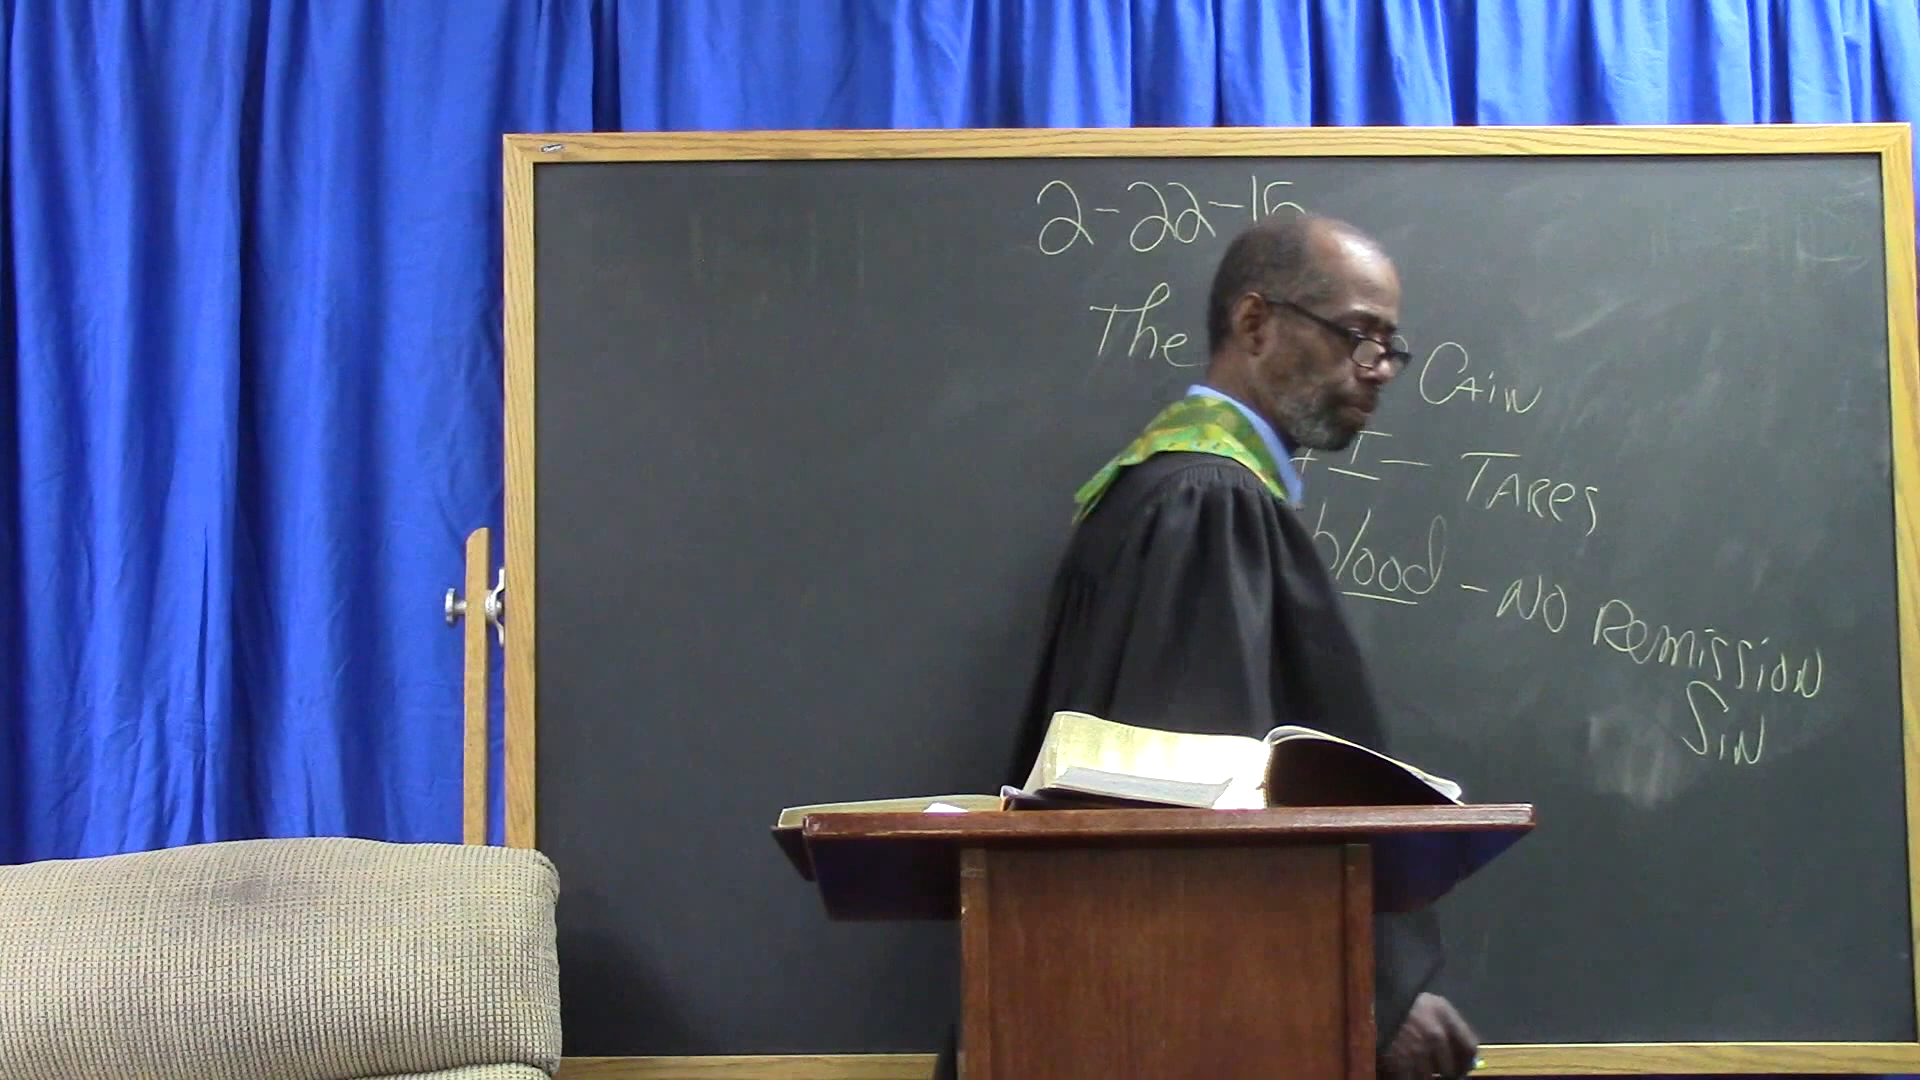 2-22-15
The Cain
+ I - TAReS
blood - NO Remission
SiN